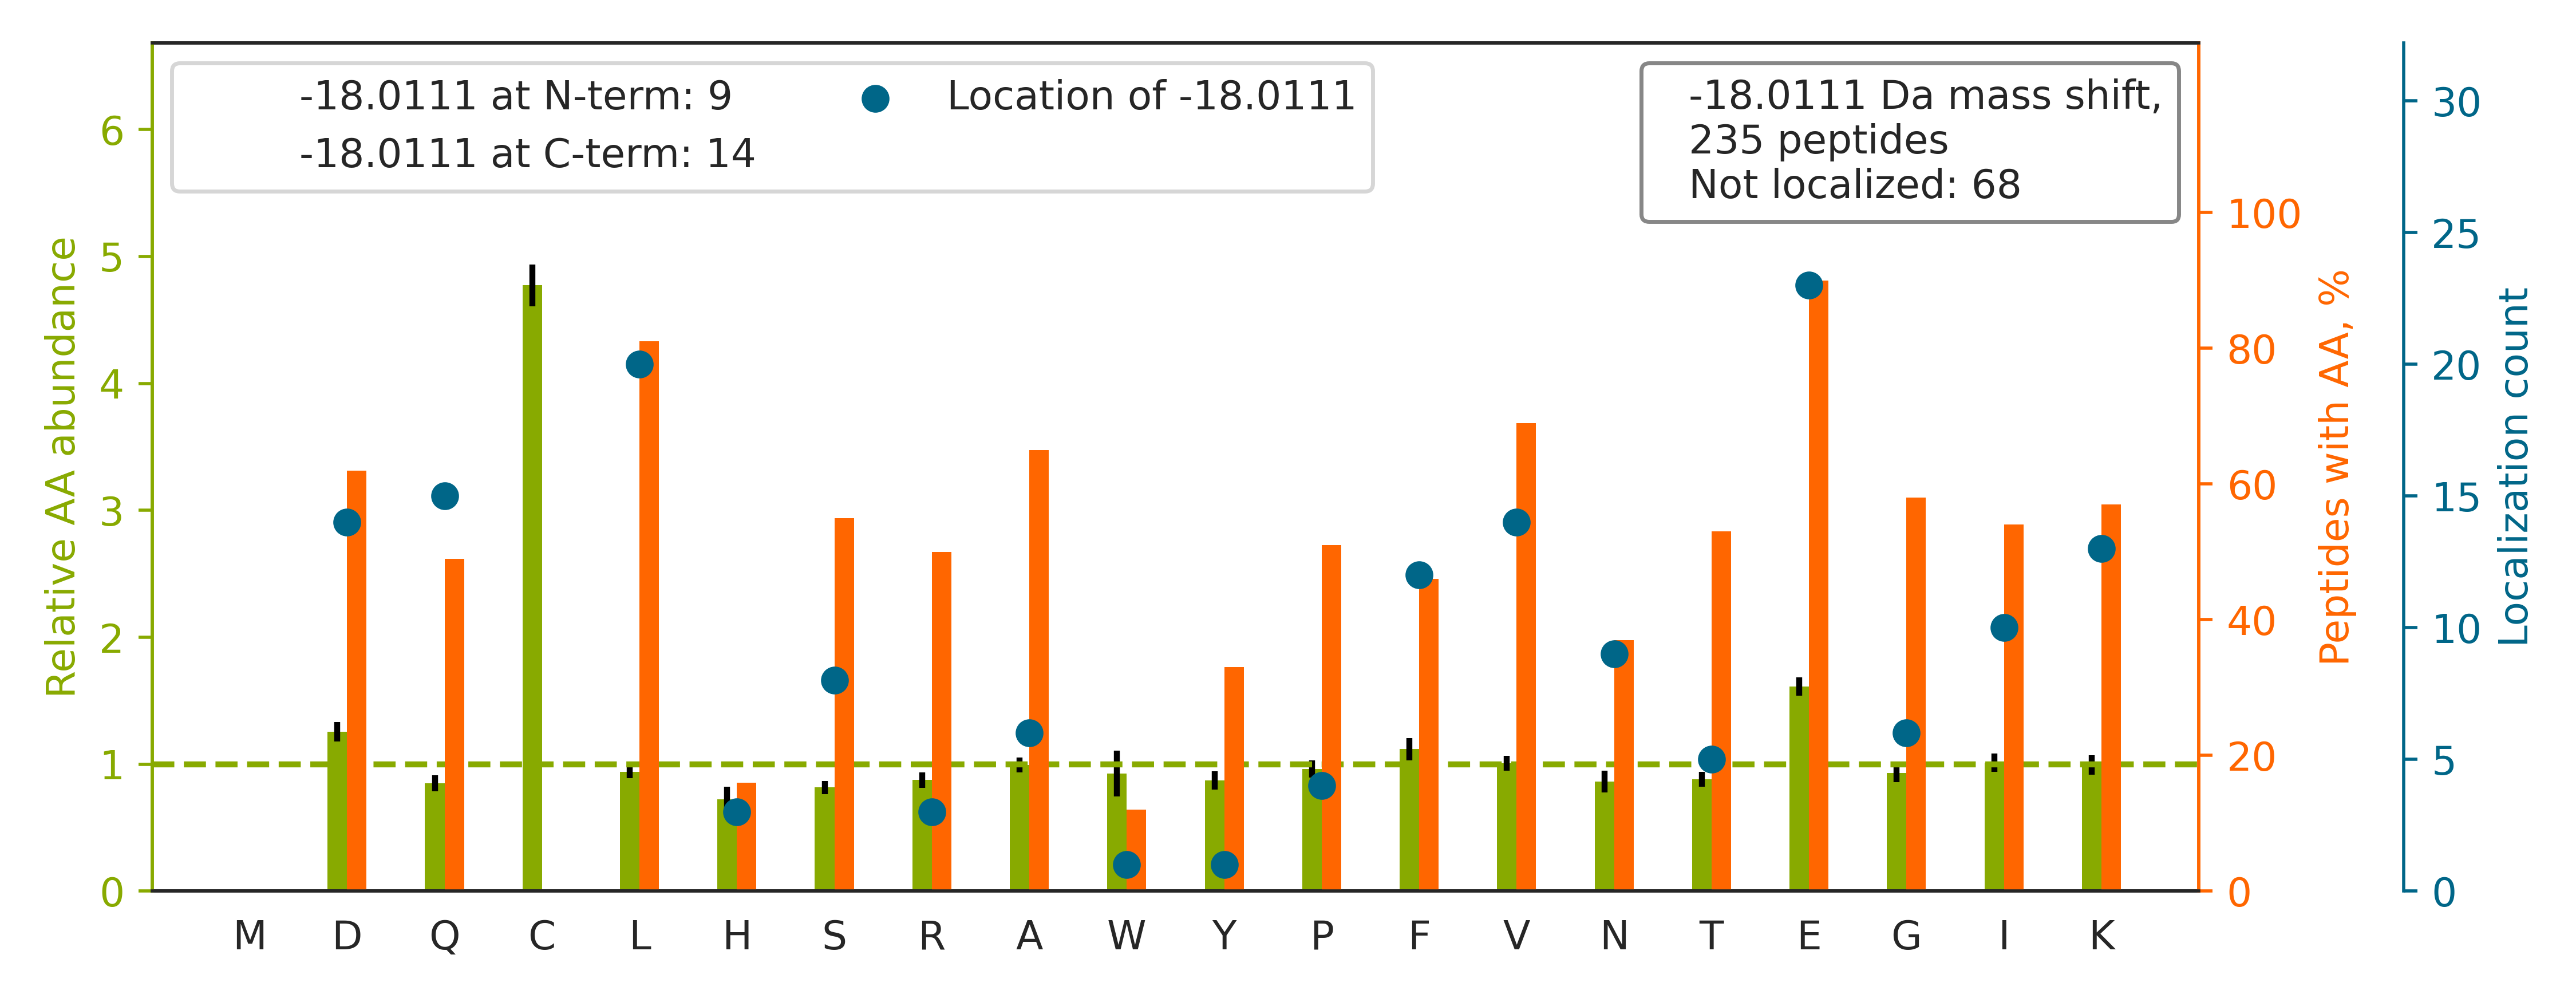 -18.0111 at N-term: 9
-18.0111 at C-term: 14
Location of -18.0111
-18.0111 Da mass shift,
235 peptides
Not localized: 68
Relative AA abundance
6
5
4
3
2
1
0
100
80
60
40
20
0
Peptides with AA, %
30
25
20
15
10
5
0
Localization count
M D Q C L H S R A W Y P F V N T E G I K